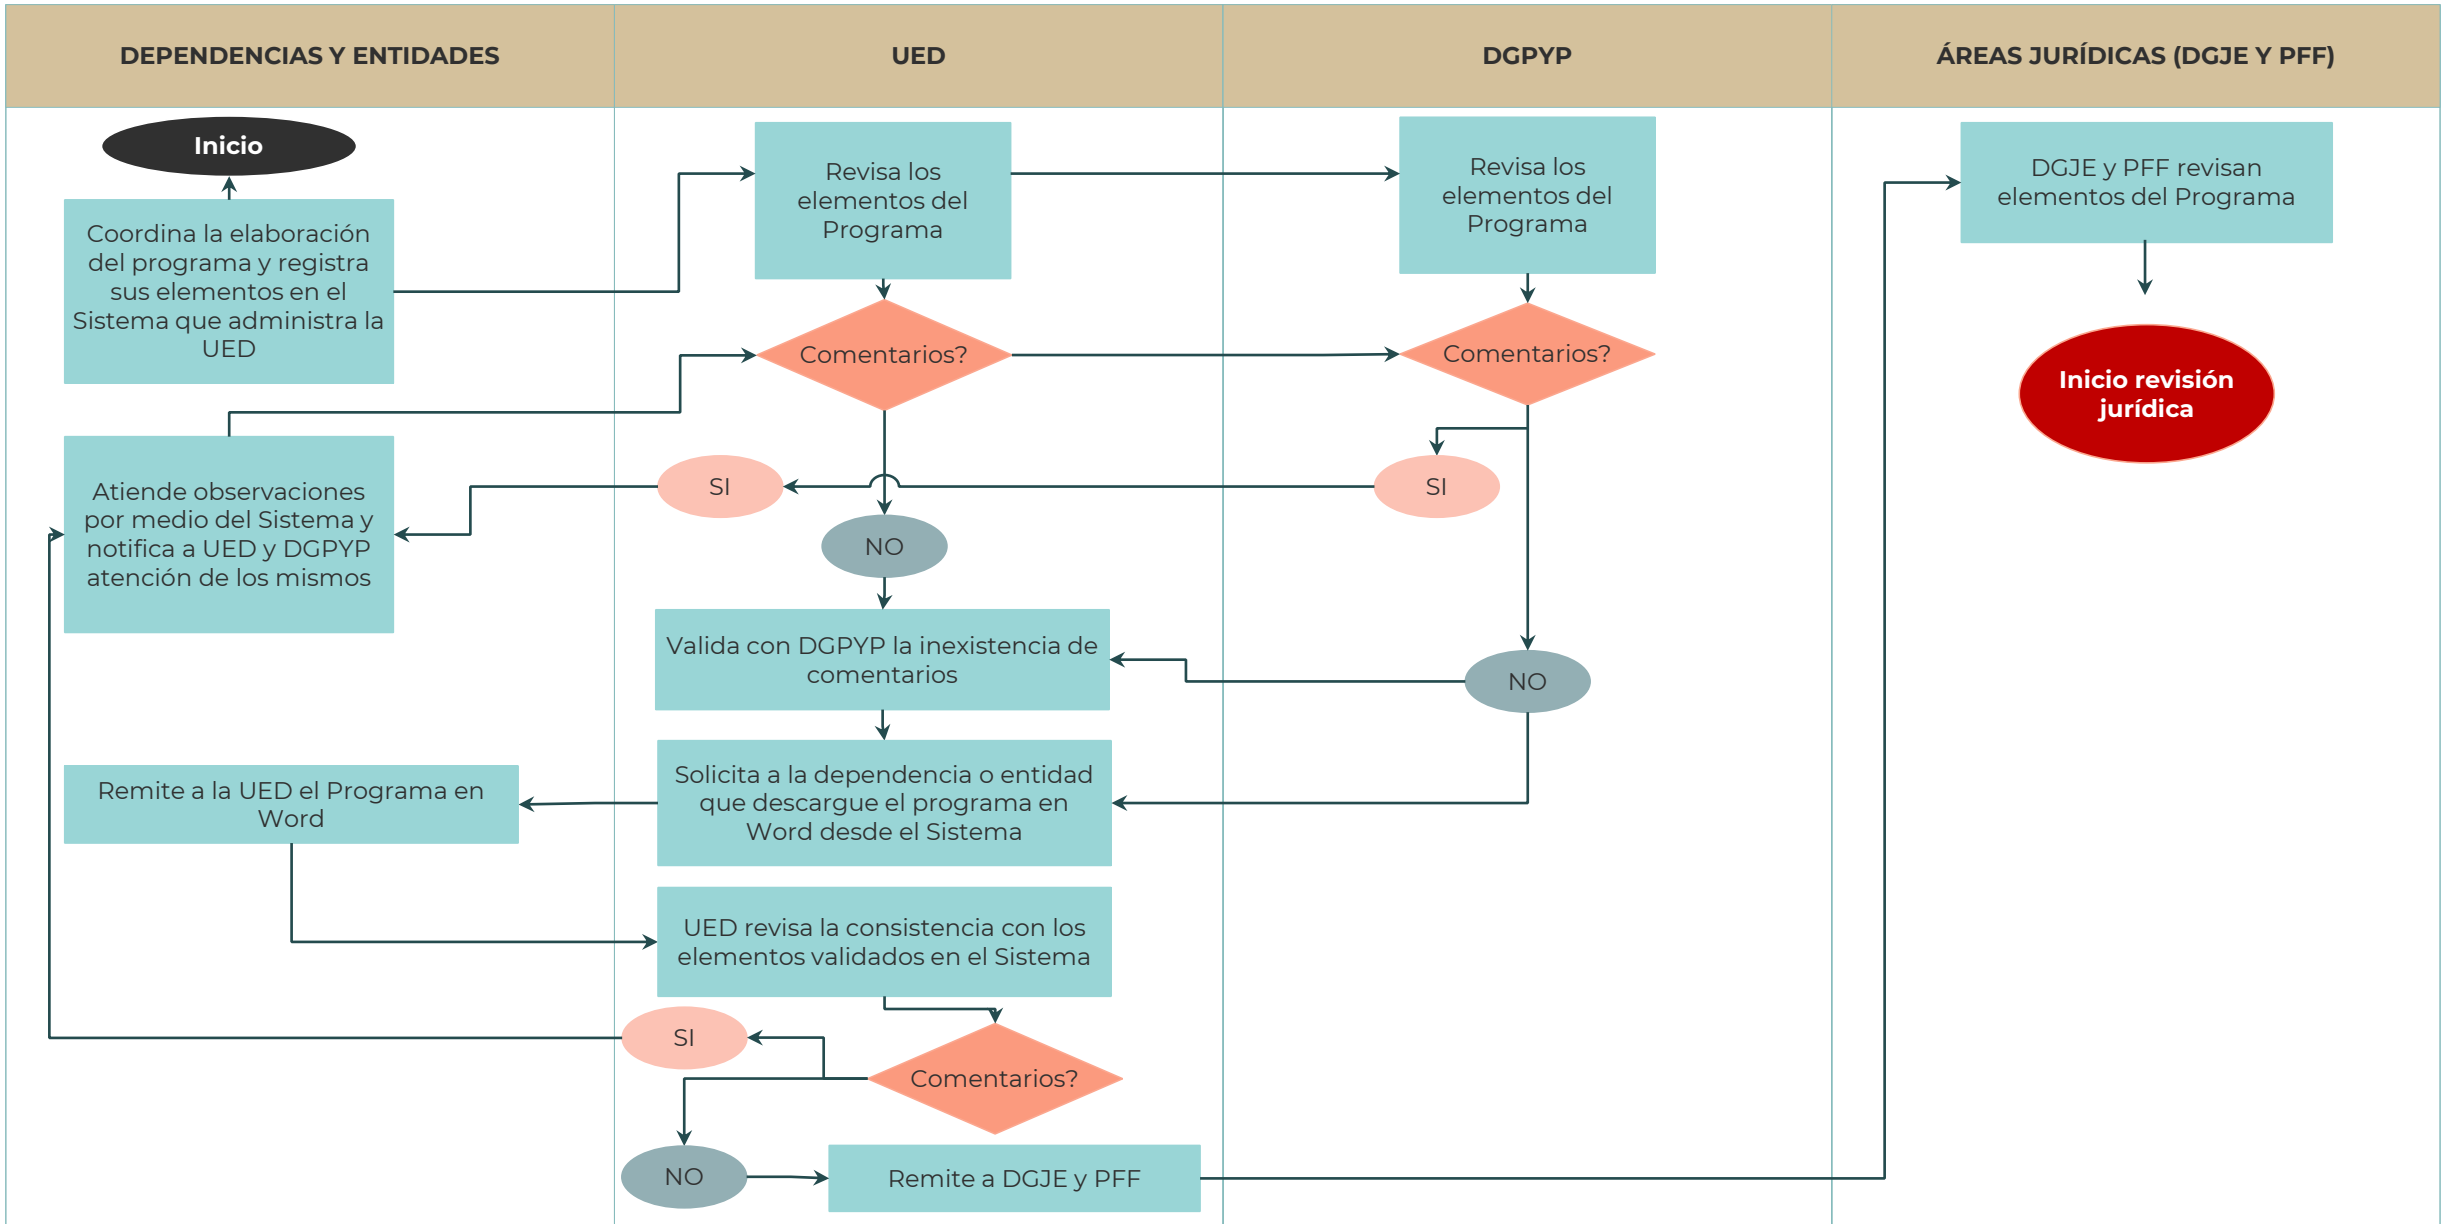 DEPENDENCIAS Y ENTIDADES
UED
DGPYP
ÁREAS JURÍDICAS (DGJE Y PFF)
Inicio
Coordina la elaboración
del programa y registra
sus elementos en el
Sistema que administra la
UED
Revisa los
elementos del
Programa
Revisa los
elementos del
Programa
DGJE y PFF revisan
elementos del Programa
Comentarios?
Comentarios?
Inicio revisión
jurídica
Atiende observaciones
por medio del Sistema y
notifica a UED y DGPYP
atención de los mismos
SI
SI
NO
Valida con DGPYP la inexistencia de
comentarios
NO
Remite a la UED el Programa en
Word
Solicita a la dependencia o entidad
que descargue el programa en
Word desde el Sistema
UED revisa la consistencia con los
elementos validados en el Sistema
SI
Comentarios?
NO
Remite a DGJE y PFF